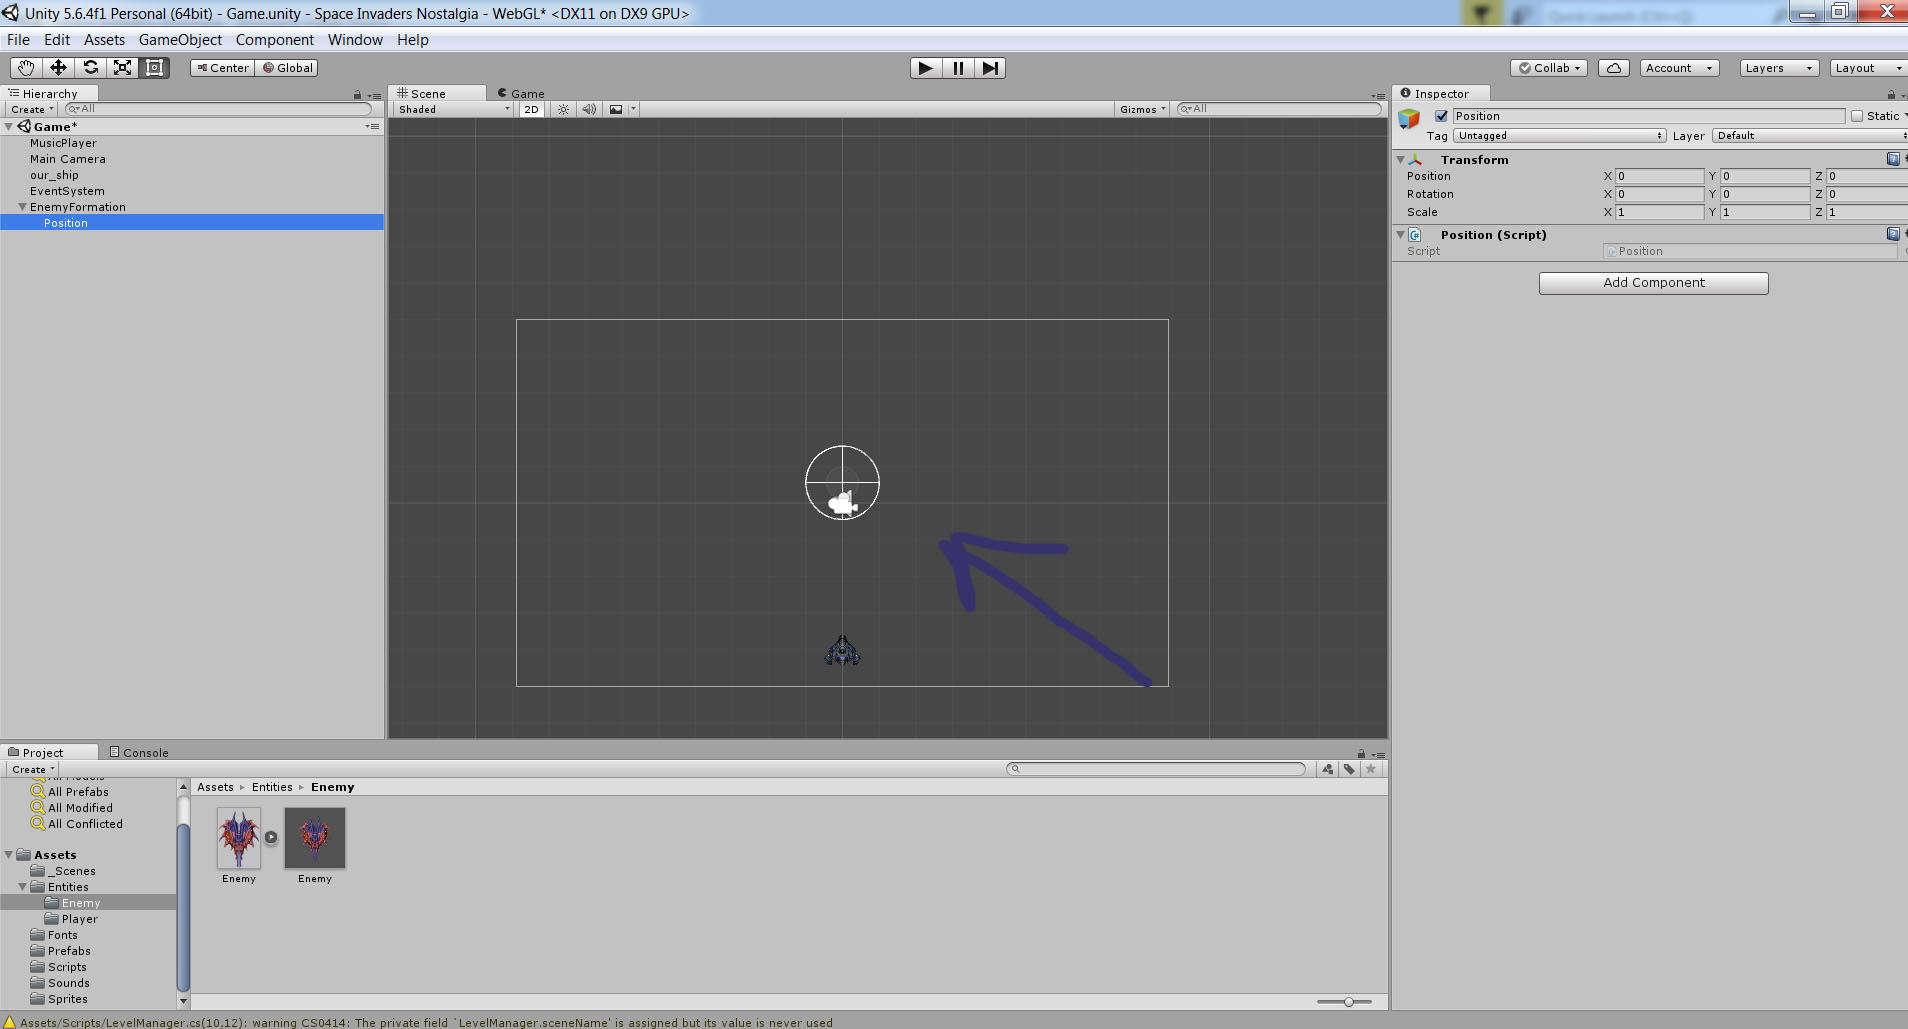 Unity 5.6.4f1 Personal (64bit) - Game.unity - Space Invaders Nostalgia - WebGL* <DX11 on DX9 GPU>
File Edit Assets GameObject Component Window Help
Center Global Collab Account Layers Layout
Hierarchy
Create All
Game*
MusicPlayer
Main Camera
our_ship
EventSystem
EnemyFormation
Position
Scene Game
Shaded 2D Gizmos All
Inspector
Position Static
Tag Untagged Layer Default
Transform
Position X 0 Y 0 Z 0
Rotation X 0 Y 0 Z 0
Scale X 1 Y 1 Z 1
Position (Script)
Script Position
Add Component
Project Console
Create
All Models
All Prefabs
All Modified
All Conflicted
Assets
_Scenes
Entities
Enemy
Player
Fonts
Prefabs
Scripts
Sounds
Sprites
Assets ▸ Entities ▸ Enemy
Enemy Enemy
Assets/Scripts/LevelManager.cs(10,12): warning CS0414: The private field `LevelManager.sceneName' is assigned but its value is never used